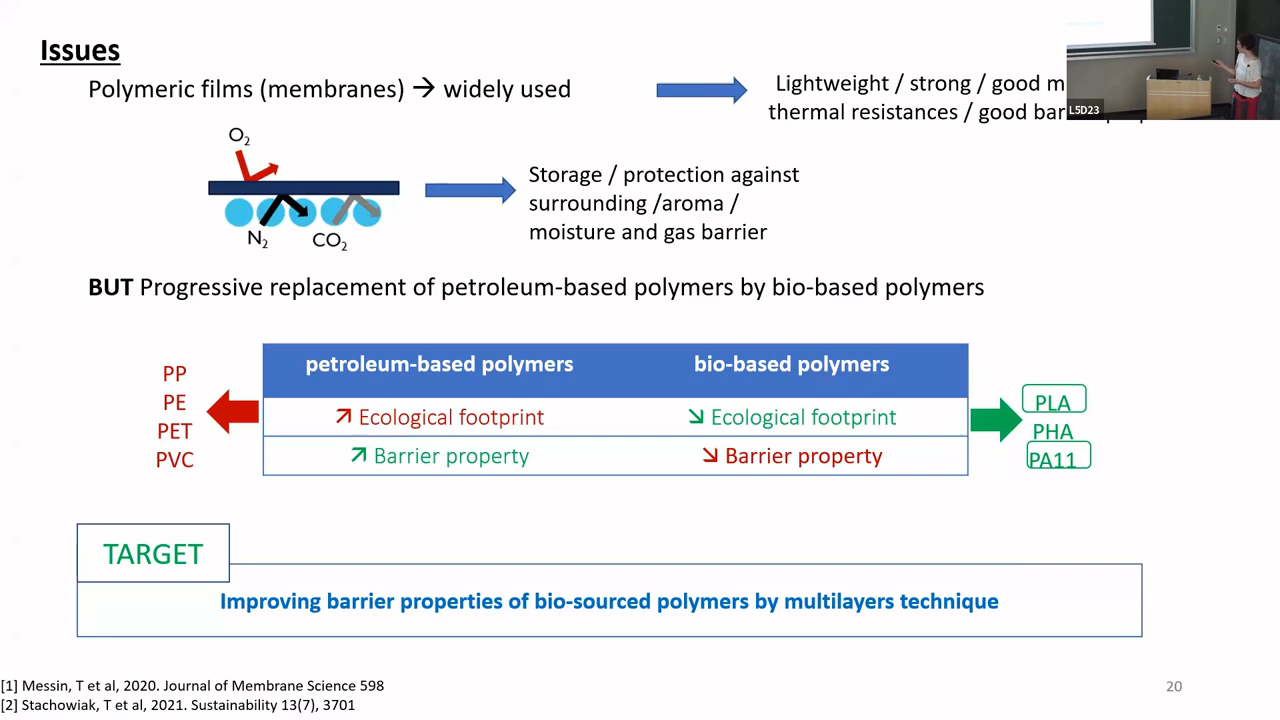 Issues
Polymeric films (membranes) → widely used
Lightweight / strong / good
thermal resistances / good
O2
N2
CO2
Storage / protection against
surrounding /aroma /
moisture and gas barrier
BUT Progressive replacement of petroleum-based polymers by bio-based polymers
PP
PE
PET
PVC
petroleum-based polymers bio-based polymers
↗ Ecological footprint ↘ Ecological footprint
↗ Barrier property ↘ Barrier property
PLA
PHA
PA11
TARGET
Improving barrier properties of bio-sourced polymers by multilayers technique
[1] Messin, T et al, 2020. Journal of Membrane Science 598
[2] Stachowiak, T et al, 2021. Sustainability 13(7), 3701
20
L5D23